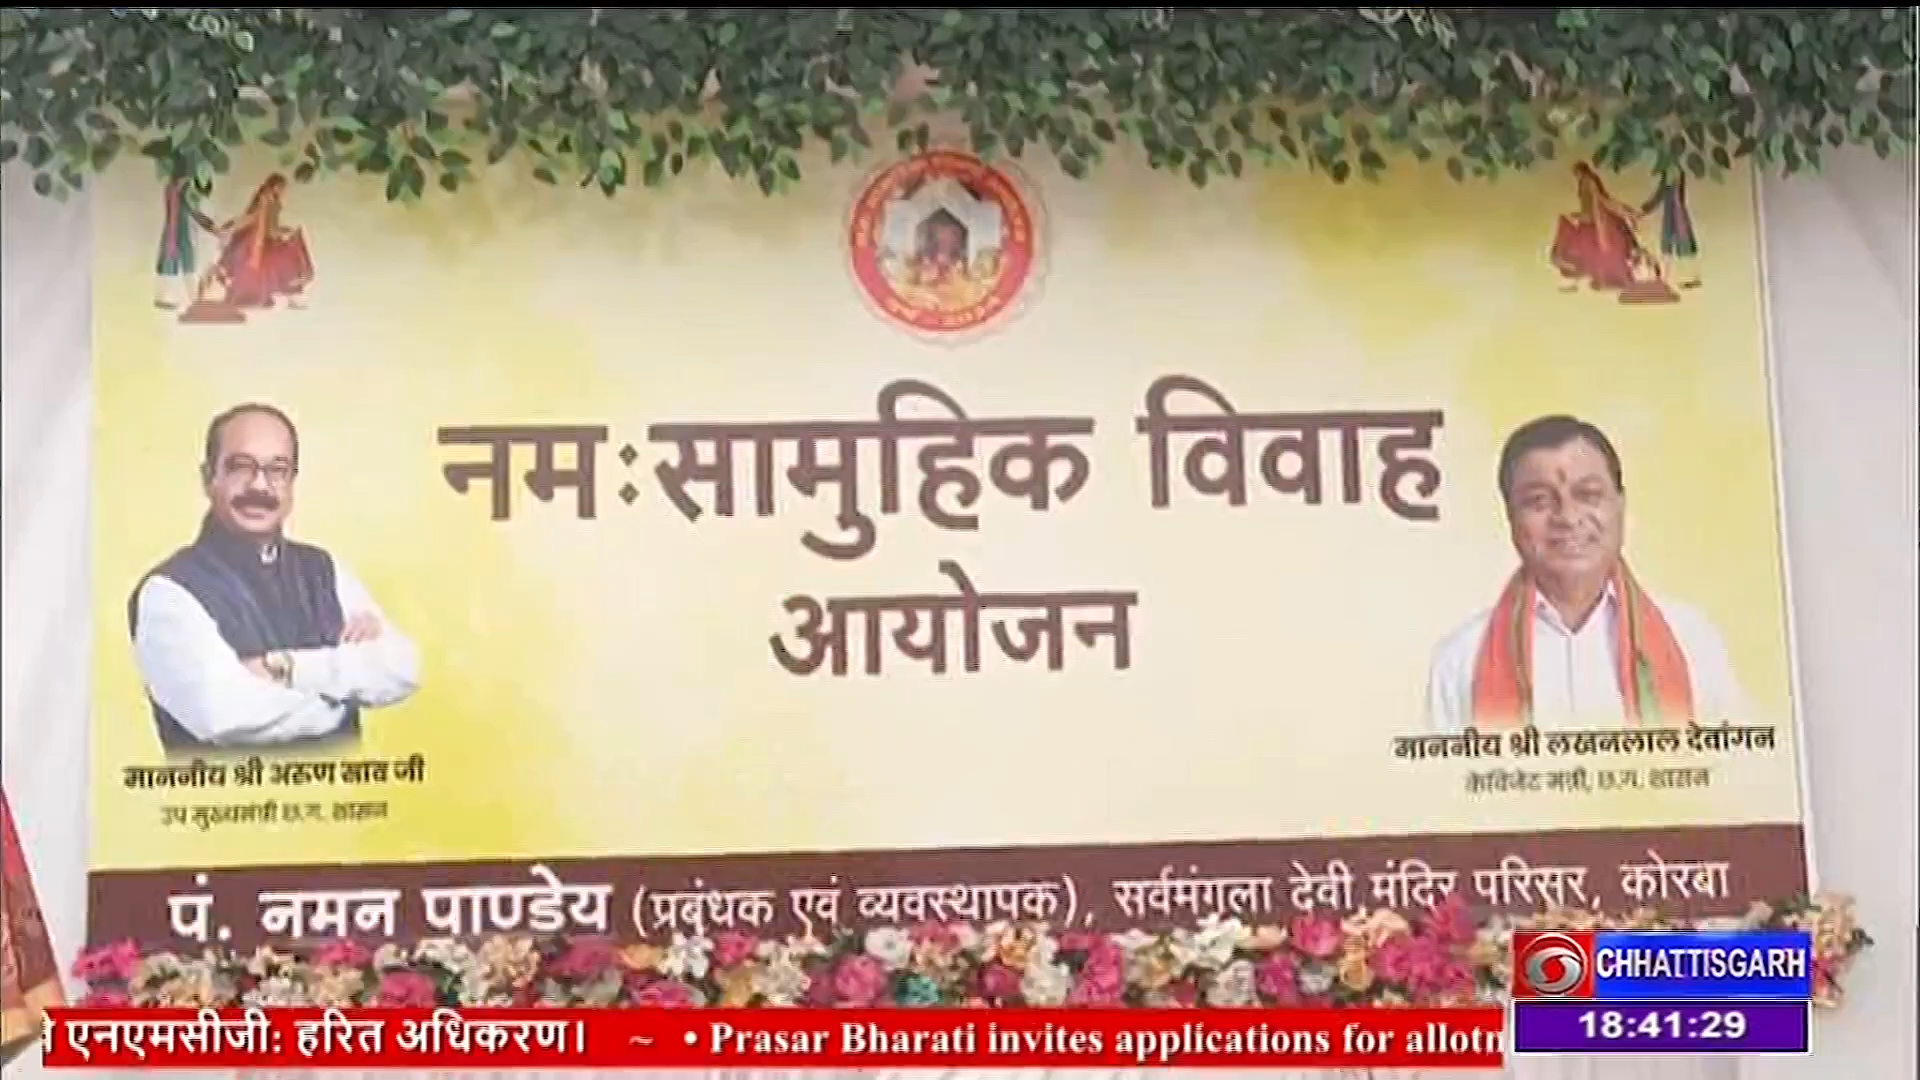 नमः सामुहिक विवाह
आयोजन
माननीय श्री अरुण साव जी
उप मुख्यमंत्री छ.ग. शासन
माननीय श्री लखनलाल देवांगन
केबिनेट मंत्री, छ.ग. शासन
पं. नमन पाण्डेय (प्रबंधक एवं व्यवस्थापक), सर्वमंगला देवी मंदिर परिसर, कोरबा
CHHATTISGARH
18:41:29
एनएमसीजी: हरित अधिकरण। ~ • Prasar Bharati invites applications for allotn